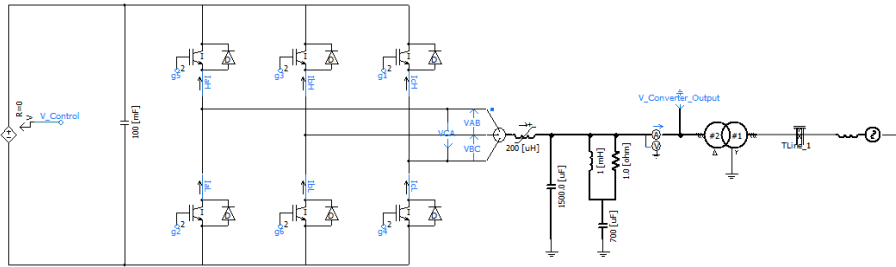 R=0
V
V_Control
100 [mF]
g5
2
I
D
IaH
g3
2
I
D
IbH
g1
2
I
D
IcH
VCA
VAB
VBC
200 [uH]
IaL
g2
2
I
D
IbL
g6
2
I
D
IcL
g4
2
I
D
1500.0 [uF]
1 [mH]
1.0 [ohm]
700 [uF]
A
V
V_Converter_Output
#2
#1
Δ
Y
TLine_1